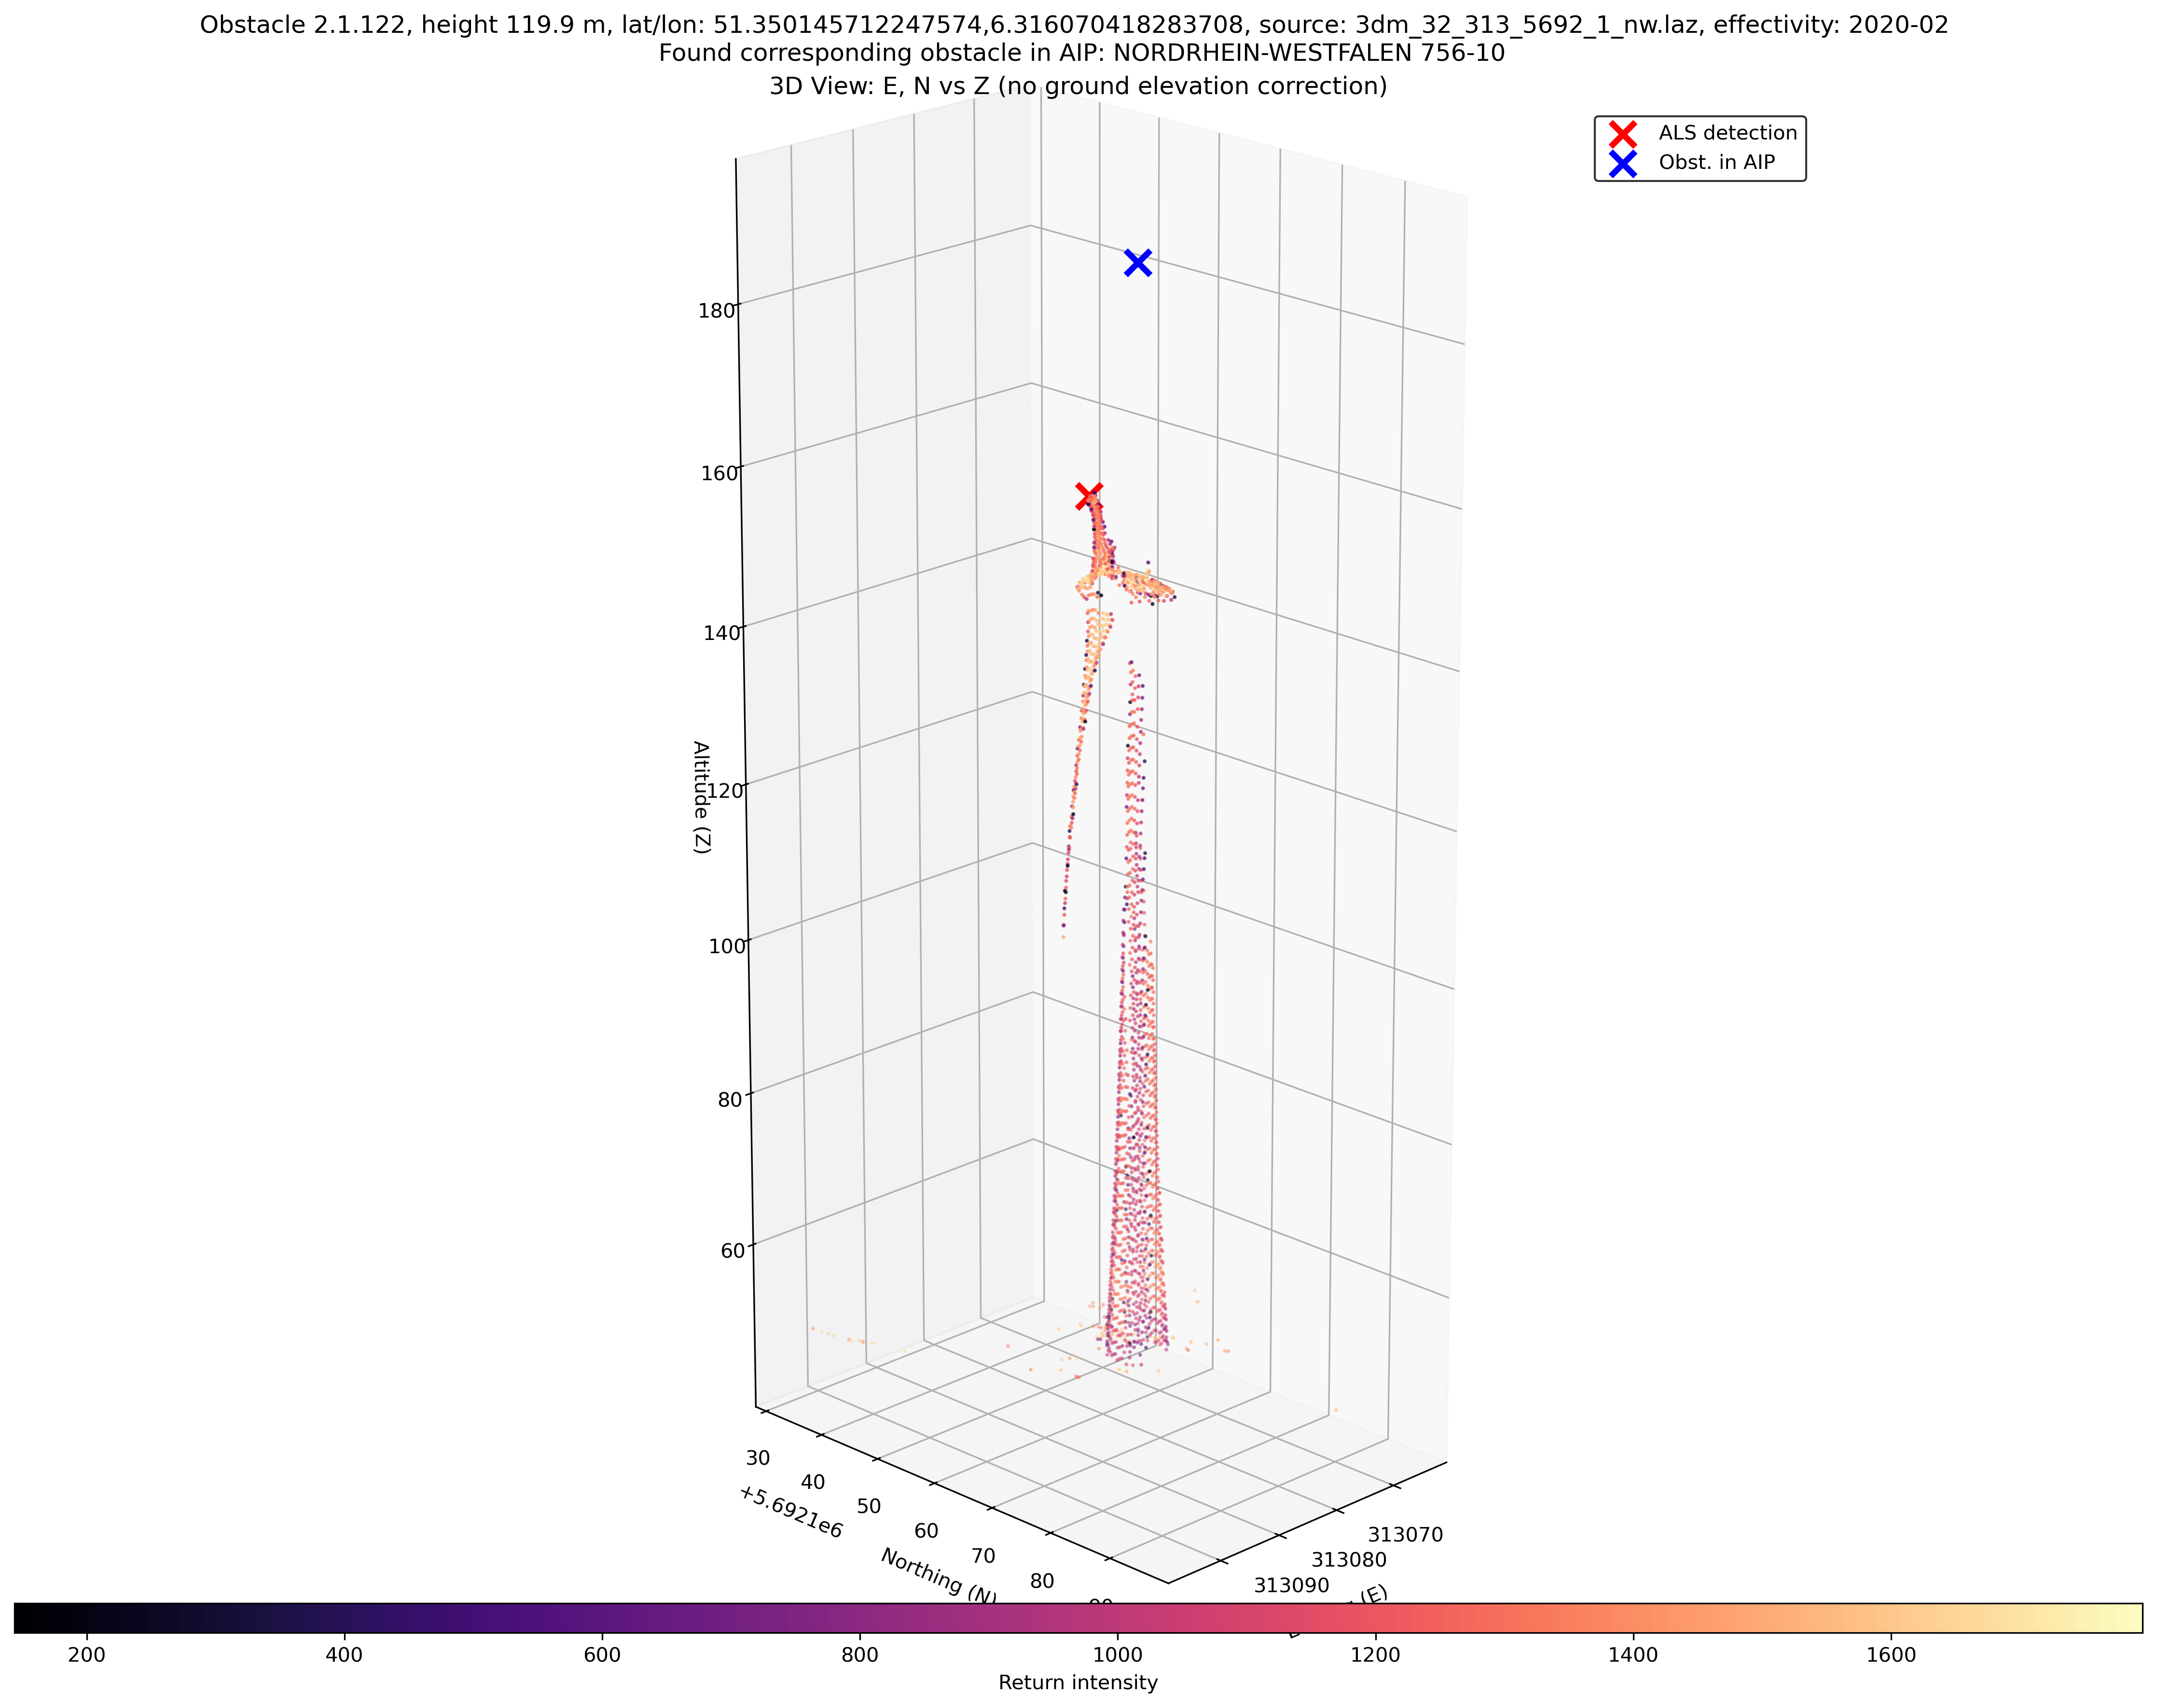 Obstacle 2.1.122, height 119.9 m, lat/lon: 51.350145712247574,6.316070418283708, source: 3dm_32_313_5692_1_nw.laz, effectivity: 2020-02
Found corresponding obstacle in AIP: NORDRHEIN-WESTFALEN 756-10
3D View: E, N vs Z (no ground elevation correction)
ALS detection
Obst. in AIP
180
160
140
120
100
80
60
Altitude (Z)
30
40
50
60
70
80
+5.6921e6
Northing (N)
313070
313080
313090
(E)
200
400
600
800
1000
1200
1400
1600
Return intensity